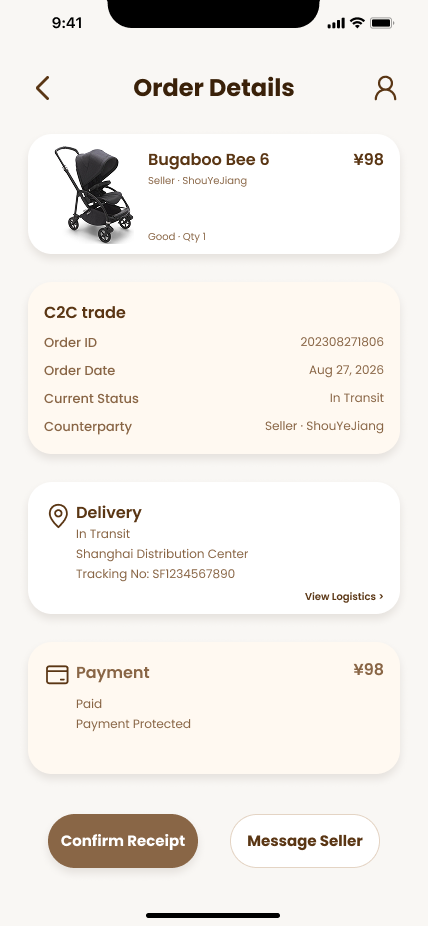 9:41
Order Details
Bugaboo Bee 6 ¥98
Seller · ShouYeJiang
Good · Qty 1
C2C trade
Order ID 202308271806
Order Date Aug 27, 2026
Current Status In Transit
Counterparty Seller · ShouYeJiang
Delivery
In Transit
Shanghai Distribution Center
Tracking No: SF1234567890
View Logistics >
Payment ¥98
Paid
Payment Protected
Confirm Receipt Message Seller